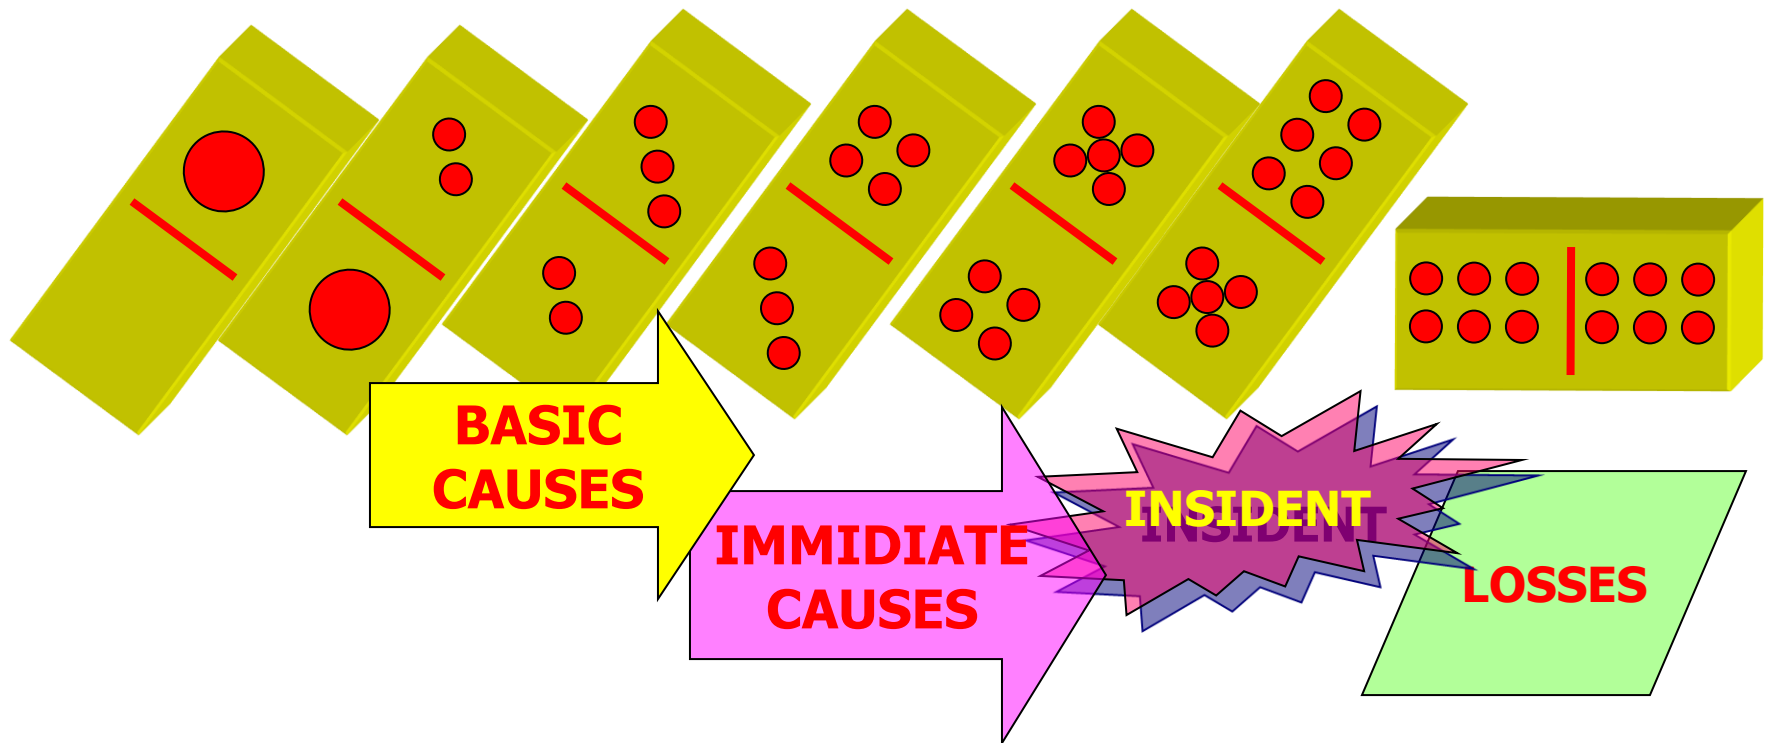 BASIC
CAUSES
IMMIDIATE
CAUSES
INSIDENT
LOSSES